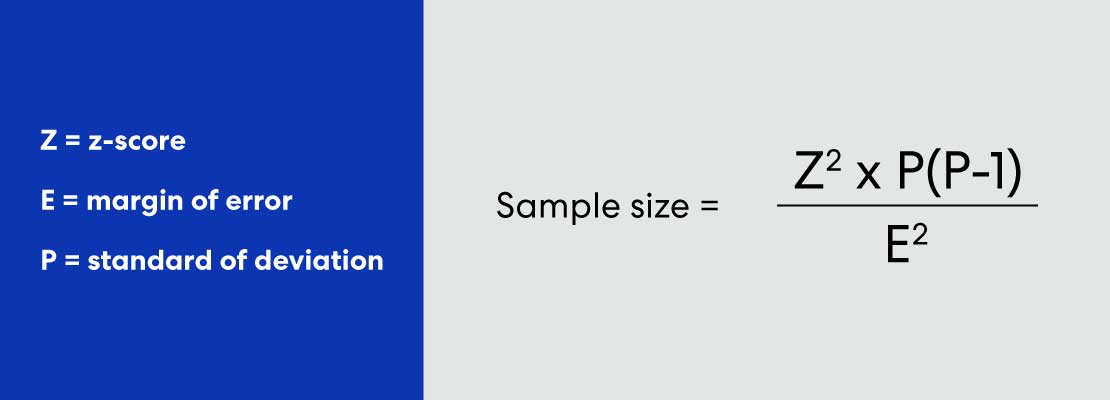 Z = z-score
E = margin of error
P = standard of deviation
Sample size =
Z² x P(P-1)
E²